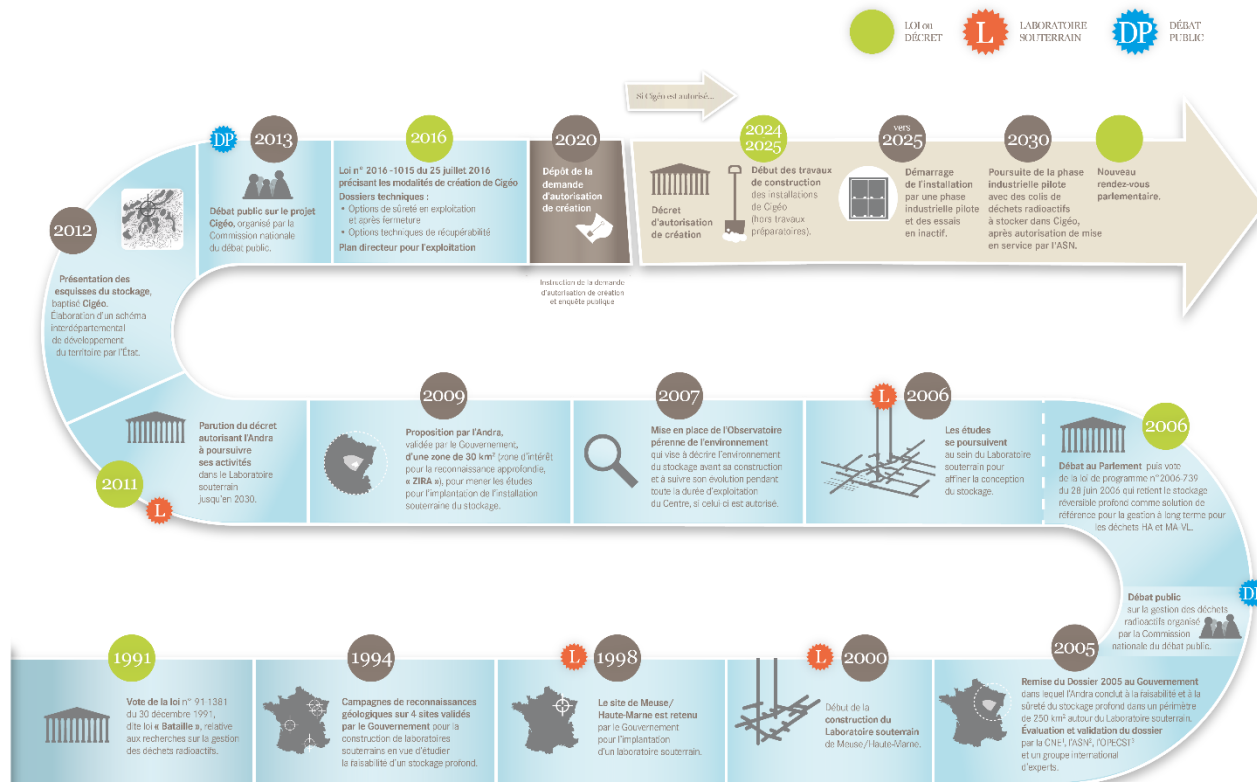 LOI ou
DÉCRET
L
LABORATOIRE
SOUTERRAIN
DP
DÉBAT
PUBLIC
1991
Vote de la loi n° 91-1381
du 30 décembre 1991,
dite loi « Bataille », relative
aux recherches sur la gestion
des déchets radioactifs.
1994
Campagnes de reconnaissances
géologiques sur 4 sites validés
par le Gouvernement pour la
construction de laboratoires
souterrains en vue d'étudier
la faisabilité d'un stockage profond.
L
1998
Le site de Meuse/
Haute-Marne est retenu
par le Gouvernement
pour l'implantation
d'un laboratoire souterrain.
L
2000
Début de la
construction du
Laboratoire souterrain
de Meuse/Haute-Marne.
2005
Remise du Dossier 2005 au Gouvernement
dans lequel l'Andra conclut à la faisabilité et à la
sûreté du stockage profond dans un périmètre
de 250 km² autour du Laboratoire souterrain.
Évaluation et validation du dossier
par la CNE¹, l'ASN², l'OPECST³
et un groupe international
d'experts.
DP
Débat public
sur la gestion des déchets
radioactifs organisé
par la Commission
nationale du débat public.
2006
Débat au Parlement puis vote
de la loi de programme n°2006-739
du 28 juin 2006 qui retient le stockage
réversible profond comme solution de
référence pour la gestion à long terme pour
les déchets HA et MA-VL.
L
2006
Les études
se poursuivent
au sein du Laboratoire
souterrain pour
affiner la conception
du stockage.
2007
Mise en place de l'Observatoire
pérenne de l'environnement
qui vise à décrire l'environnement
du stockage avant sa construction
et à suivre son évolution pendant
toute la durée d'exploitation
du Centre, si celui ci est autorisé.
2009
Proposition par l'Andra,
validée par le Gouvernement,
d'une zone de 30 km² (zone d'intérêt
pour la reconnaissance approfondie,
« ZIRA »), pour mener les études
pour l'implantation de l'installation
souterraine du stockage.
2011
L
Parution du décret
autorisant l'Andra
à poursuivre
ses activités
dans le Laboratoire
souterrain
jusqu'en 2030.
2012
Présentation des
esquisses du stockage,
baptisé Cigéo.
Élaboration d'un schéma
interdépartemental
de développement
du territoire par l'État.
DP
2013
Débat public sur le projet
Cigéo, organisé par la
Commission nationale
du débat public.
2016
Loi n° 2016 -1015 du 25 juillet 2016
précisant les modalités de création de Cigéo
Dossiers techniques :
• Options de sûreté en exploitation
et après fermeture
• Options techniques de récupérabilité
Plan directeur pour l'exploitation
2020
Dépôt de la
demande
d'autorisation
de création
Instruction de la demande
d'autorisation de création
et enquête publique
Si Cigéo est autorisé...
Décret
d'autorisation
de création
2024
2025
Début des travaux
de construction
des installations
de Cigéo
(hors travaux
préparatoires).
vers
2025
Démarrage
de l'installation
par une phase
industrielle pilote
et des essais
en inactif.
2030
Poursuite de la phase
industrielle pilote
avec des colis de
déchets radioactifs
à stocker dans Cigéo,
après autorisation de mise
en service par l'ASN.
Nouveau
rendez-vous
parlementaire.